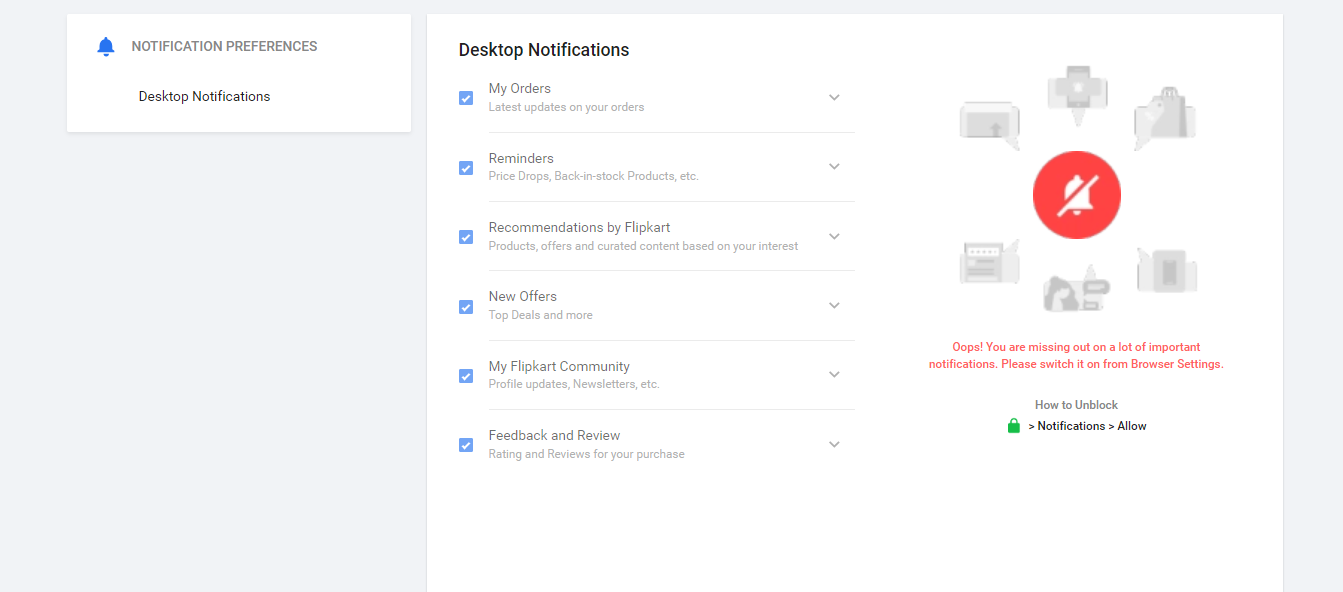 NOTIFICATION PREFERENCES
Desktop Notifications
Desktop Notifications
My Orders
Latest updates on your orders
Reminders
Price Drops, Back-in-stock Products, etc.
Recommendations by Flipkart
Products, offers and curated content based on your interest
New Offers
Top Deals and more
My Flipkart Community
Profile updates, Newsletters, etc.
Feedback and Review
Rating and Reviews for your purchase
Oops! You are missing out on a lot of important
notifications. Please switch it on from Browser Settings.
How to Unblock
> Notifications > Allow